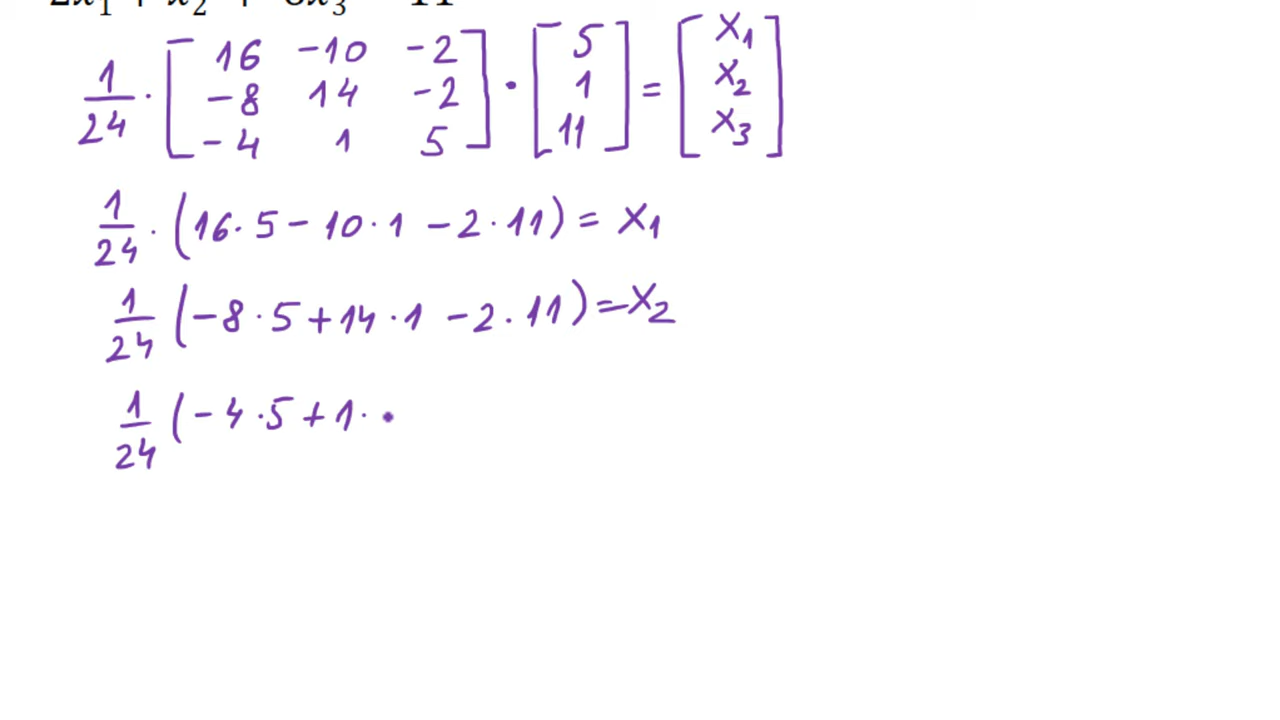 1/24 · [ 16 -10 -2 ] · [ 5 ] = [ x₁ ]
[ -8 14 -2 ] [ 1 ] [ x₂ ]
[ -4 1 5 ] [ 11 ] [ x₃ ]
1/24 · (16·5 - 10·1 - 2·11) = x₁
1/24 (-8·5 + 14·1 - 2·11) = x₂
1/24 (-4·5 + 1·